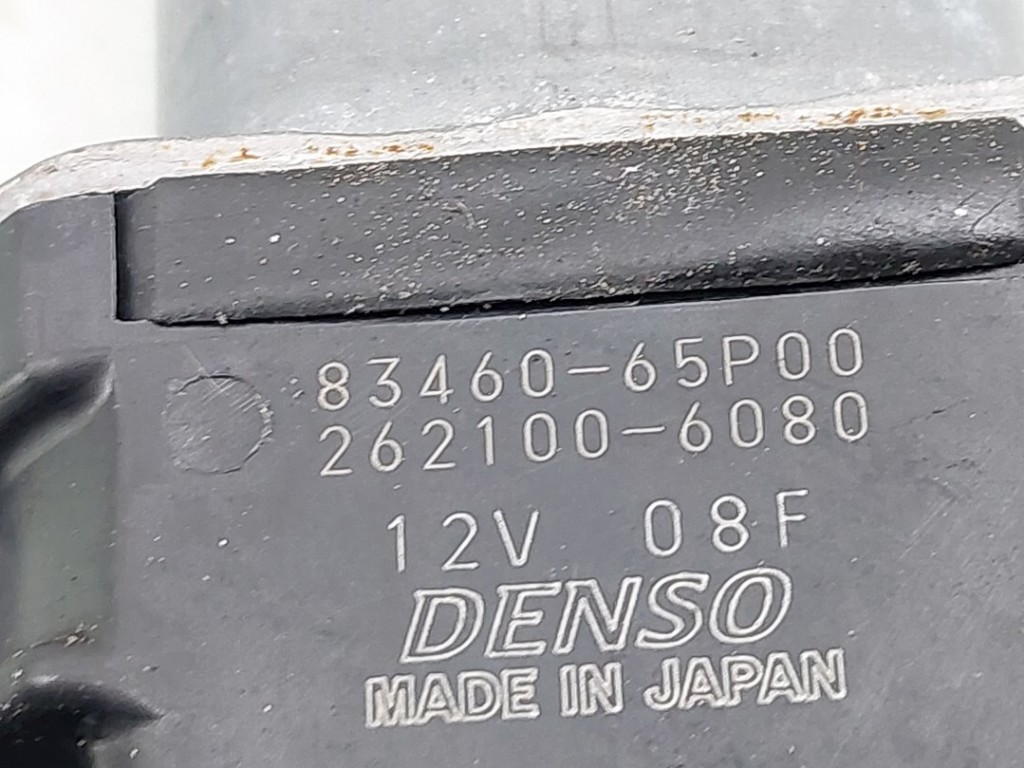 83460-65P00
262100-6080
12V 08F
DENSO
MADE IN JAPAN